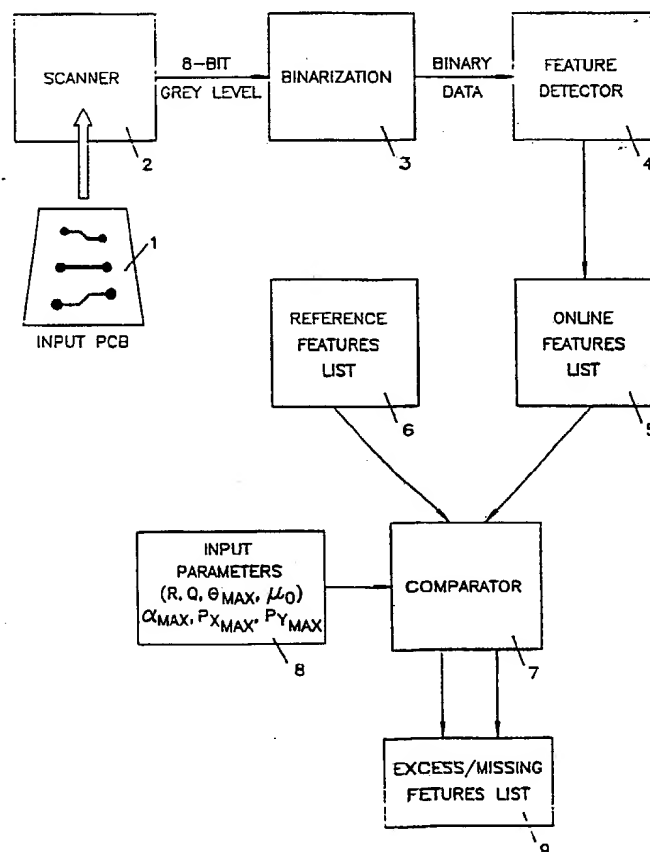 SCANNER
2
8-BIT
GREY LEVEL
BINARIZATION
3
BINARY
DATA
FEATURE
DETECTOR
4
1
INPUT PCB
REFERENCE
FEATURES
LIST
6
ONLINE
FEATURES
LIST
5
INPUT
PARAMETERS
(R, Q, ΘMAX, μ0)
αMAX, PXMAX, PYMAX
8
COMPARATOR
7
EXCESS/MISSING
FETURES LIST
9